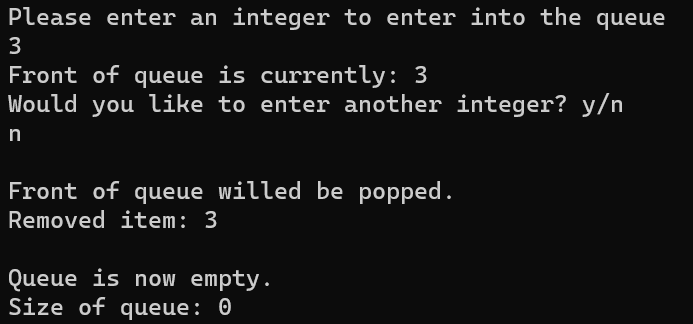 Please enter an integer to enter into the queue
3
Front of queue is currently: 3
Would you like to enter another integer? y/n
n
Front of queue willed be popped.
Removed item: 3
Queue is now empty.
Size of queue: 0